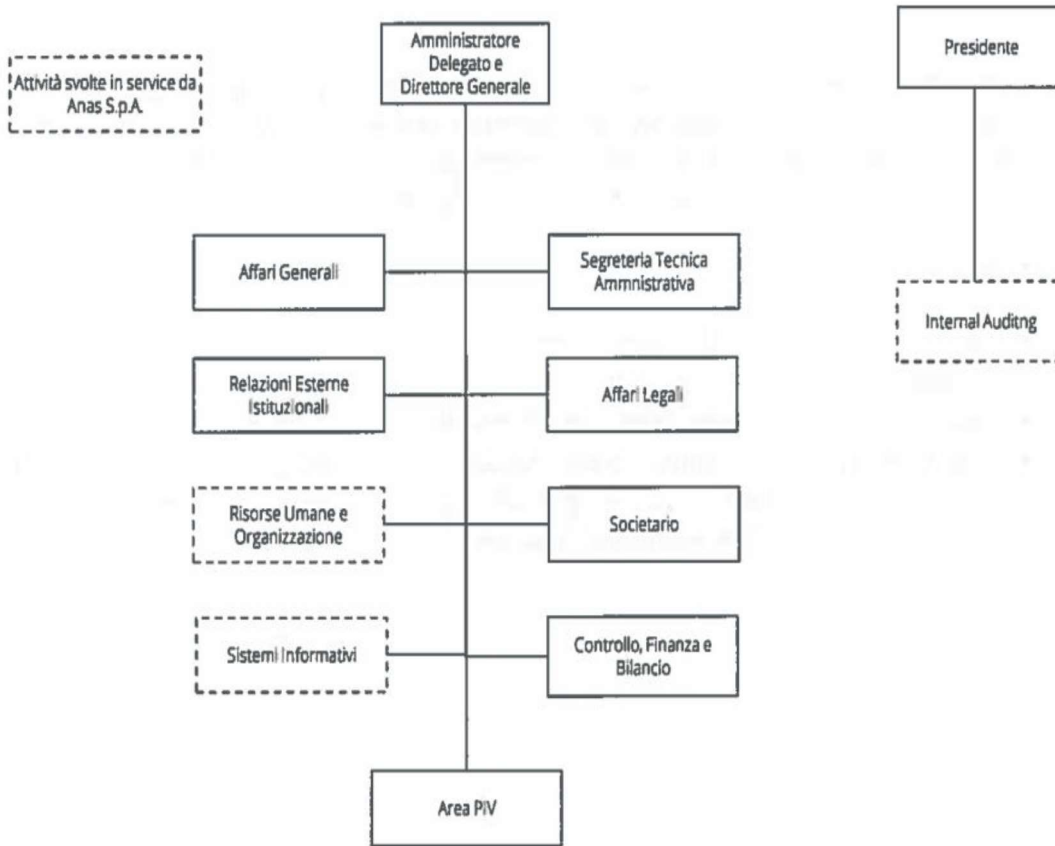 Amministratore
Delegato e
Direttore Generale
Presidente
Attività svolte in service da
Anas S.p.A.
Affari Generali
Segreteria Tecnica
Ammnistrativa
Internal Auditng
Relazioni Esterne
Istituzionali
Affari Legali
Risorse Umane e
Organizzazione
Societario
Sistemi Informativi
Controllo, Finanza e
Bilancio
Area PIV